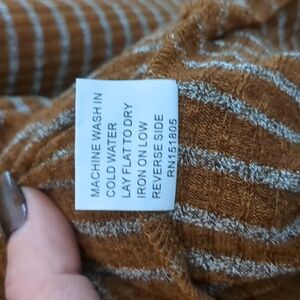 MACHINE WASH IN
COLD WATER
LAY FLAT TO DRY
IRON ON LOW
REVERSE SIDE
RN151805